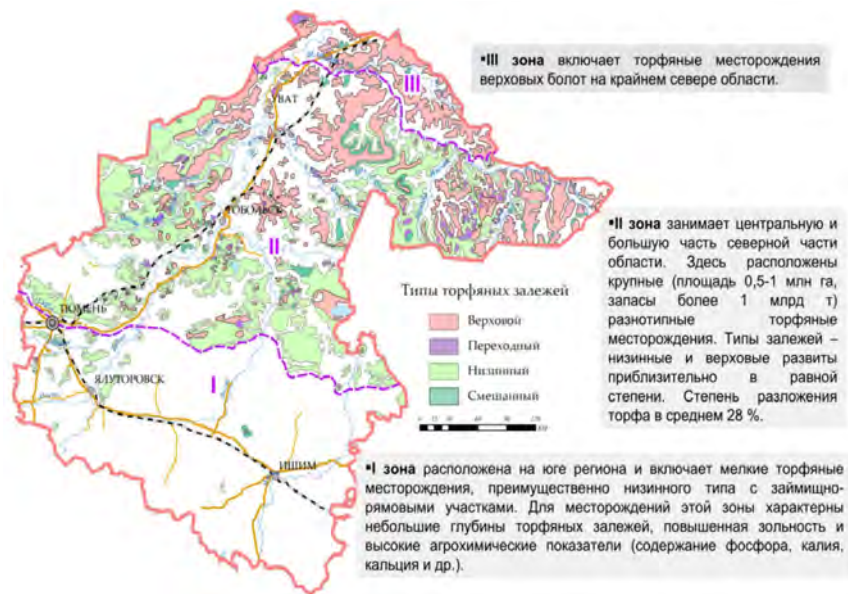 ▪III зона включает торфяные месторождения
верховых болот на крайнем севере области.
III
УВАТ
ТОБОЛЬСК
II
▪II зона занимает центральную и
большую часть северной части
области. Здесь расположены
крупные (площадь 0,5-1 млн га,
запасы более 1 млрд т)
разнотипные торфяные
месторождения. Типы залежей –
низинные и верховые развиты
приблизительно в равной
степени. Степень разложения
торфа в среднем 28 %.
Типы торфяных залежей
Верховой
Переходный
Низинный
Смешанный
ТЮМЕНЬ
ЯЛУТОРОВСК
I
ИШИМ
▪I зона расположена на юге региона и включает мелкие торфяные
месторождения, преимущественно низинного типа с займищно-
рямовыми участками. Для месторождений этой зоны характерны
небольшие глубины торфяных залежей, повышенная зольность и
высокие агрохимические показатели (содержание фосфора, калия,
кальция и др.).